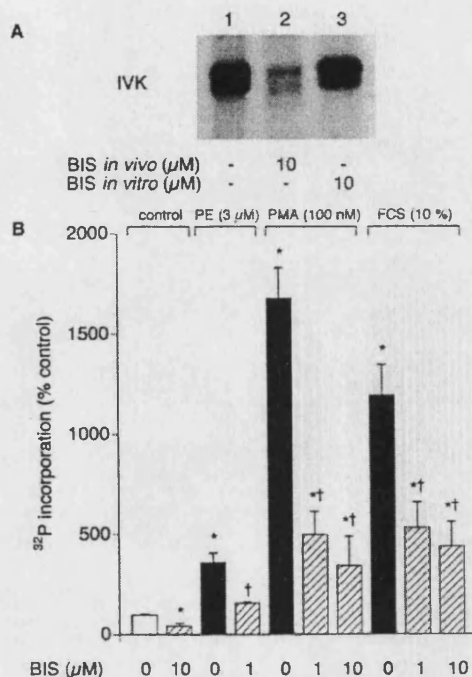 A
1 2 3
IVK
BIS in vivo (µM) - 10 -
BIS in vitro (µM) - - 10
B
control PE (3 µM) PMA (100 nM) FCS (10 %)
2000
1500
1000
500
0
³²P incorporation (% control)
* * † * *† *† * *† *†
BIS (µM) 0 10 0 1 0 1 10 0 1 10